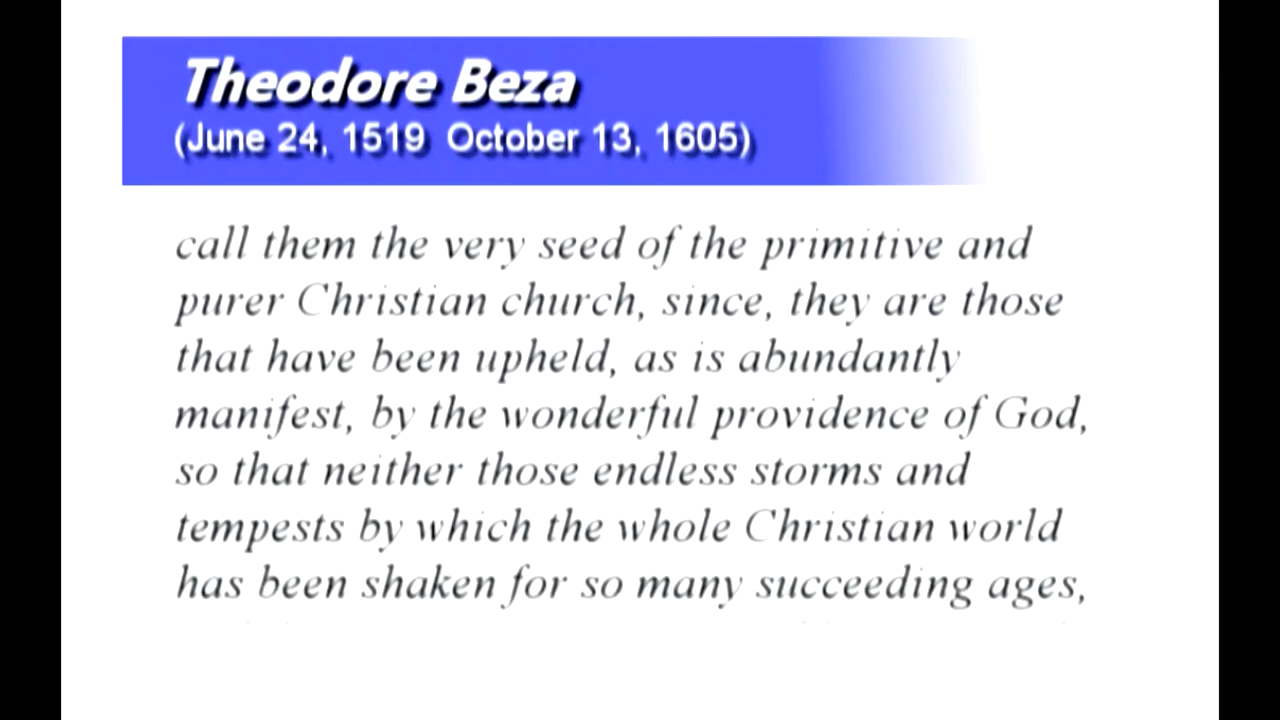 Theodore Beza
(June 24, 1519 October 13, 1605)
call them the very seed of the primitive and
purer Christian church, since, they are those
that have been upheld, as is abundantly
manifest, by the wonderful providence of God,
so that neither those endless storms and
tempests by which the whole Christian world
has been shaken for so many succeeding ages,